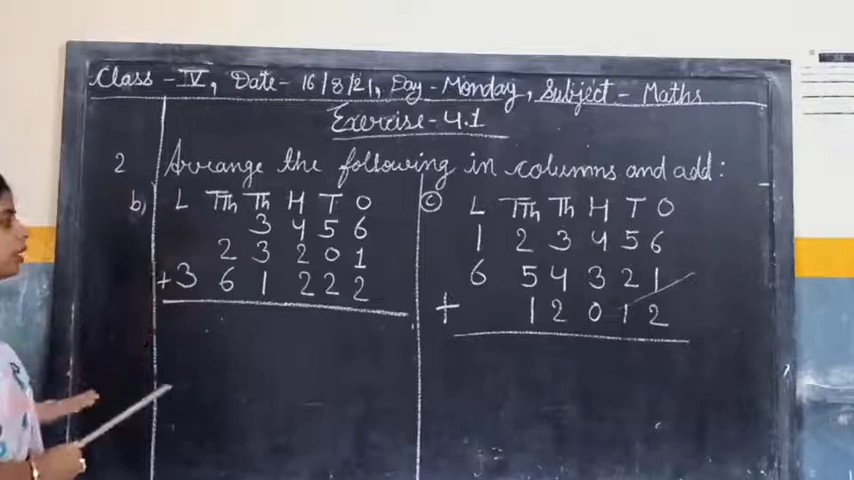 Class - IV, Date - 16/8/21, Day - Monday, Subject - Maths
Exercise - 4.1
2 Arrange the following in columns and add :
b) L TTh Th H T O
3 4 5 6
2 3 2 0 1
+ 3 6 1 2 2 2
c L TTh Th H T O
1 2 3 4 5 6
6 5 4 3 2 1
+ 1 2 0 1 2